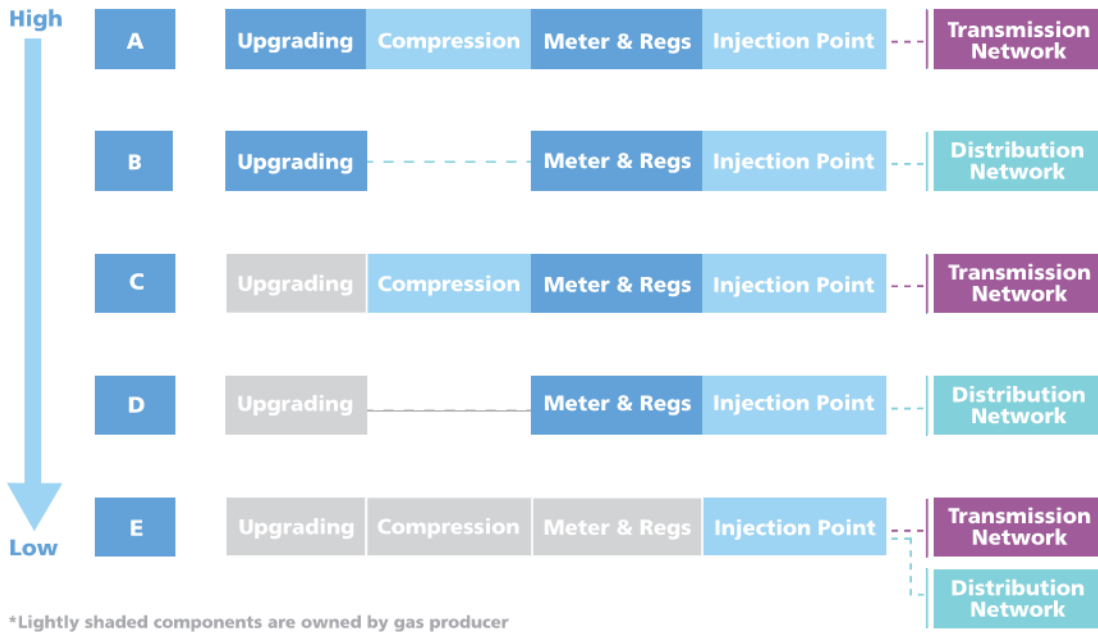 High
A
Upgrading
Compression
Meter & Regs
Injection Point
Transmission
Network
B
Upgrading
Meter & Regs
Injection Point
Distribution
Network
C
Upgrading
Compression
Meter & Regs
Injection Point
Transmission
Network
D
Upgrading
Meter & Regs
Injection Point
Distribution
Network
Low
E
Upgrading
Compression
Meter & Regs
Injection Point
Transmission
Network
Distribution
Network
*Lightly shaded components are owned by gas producer